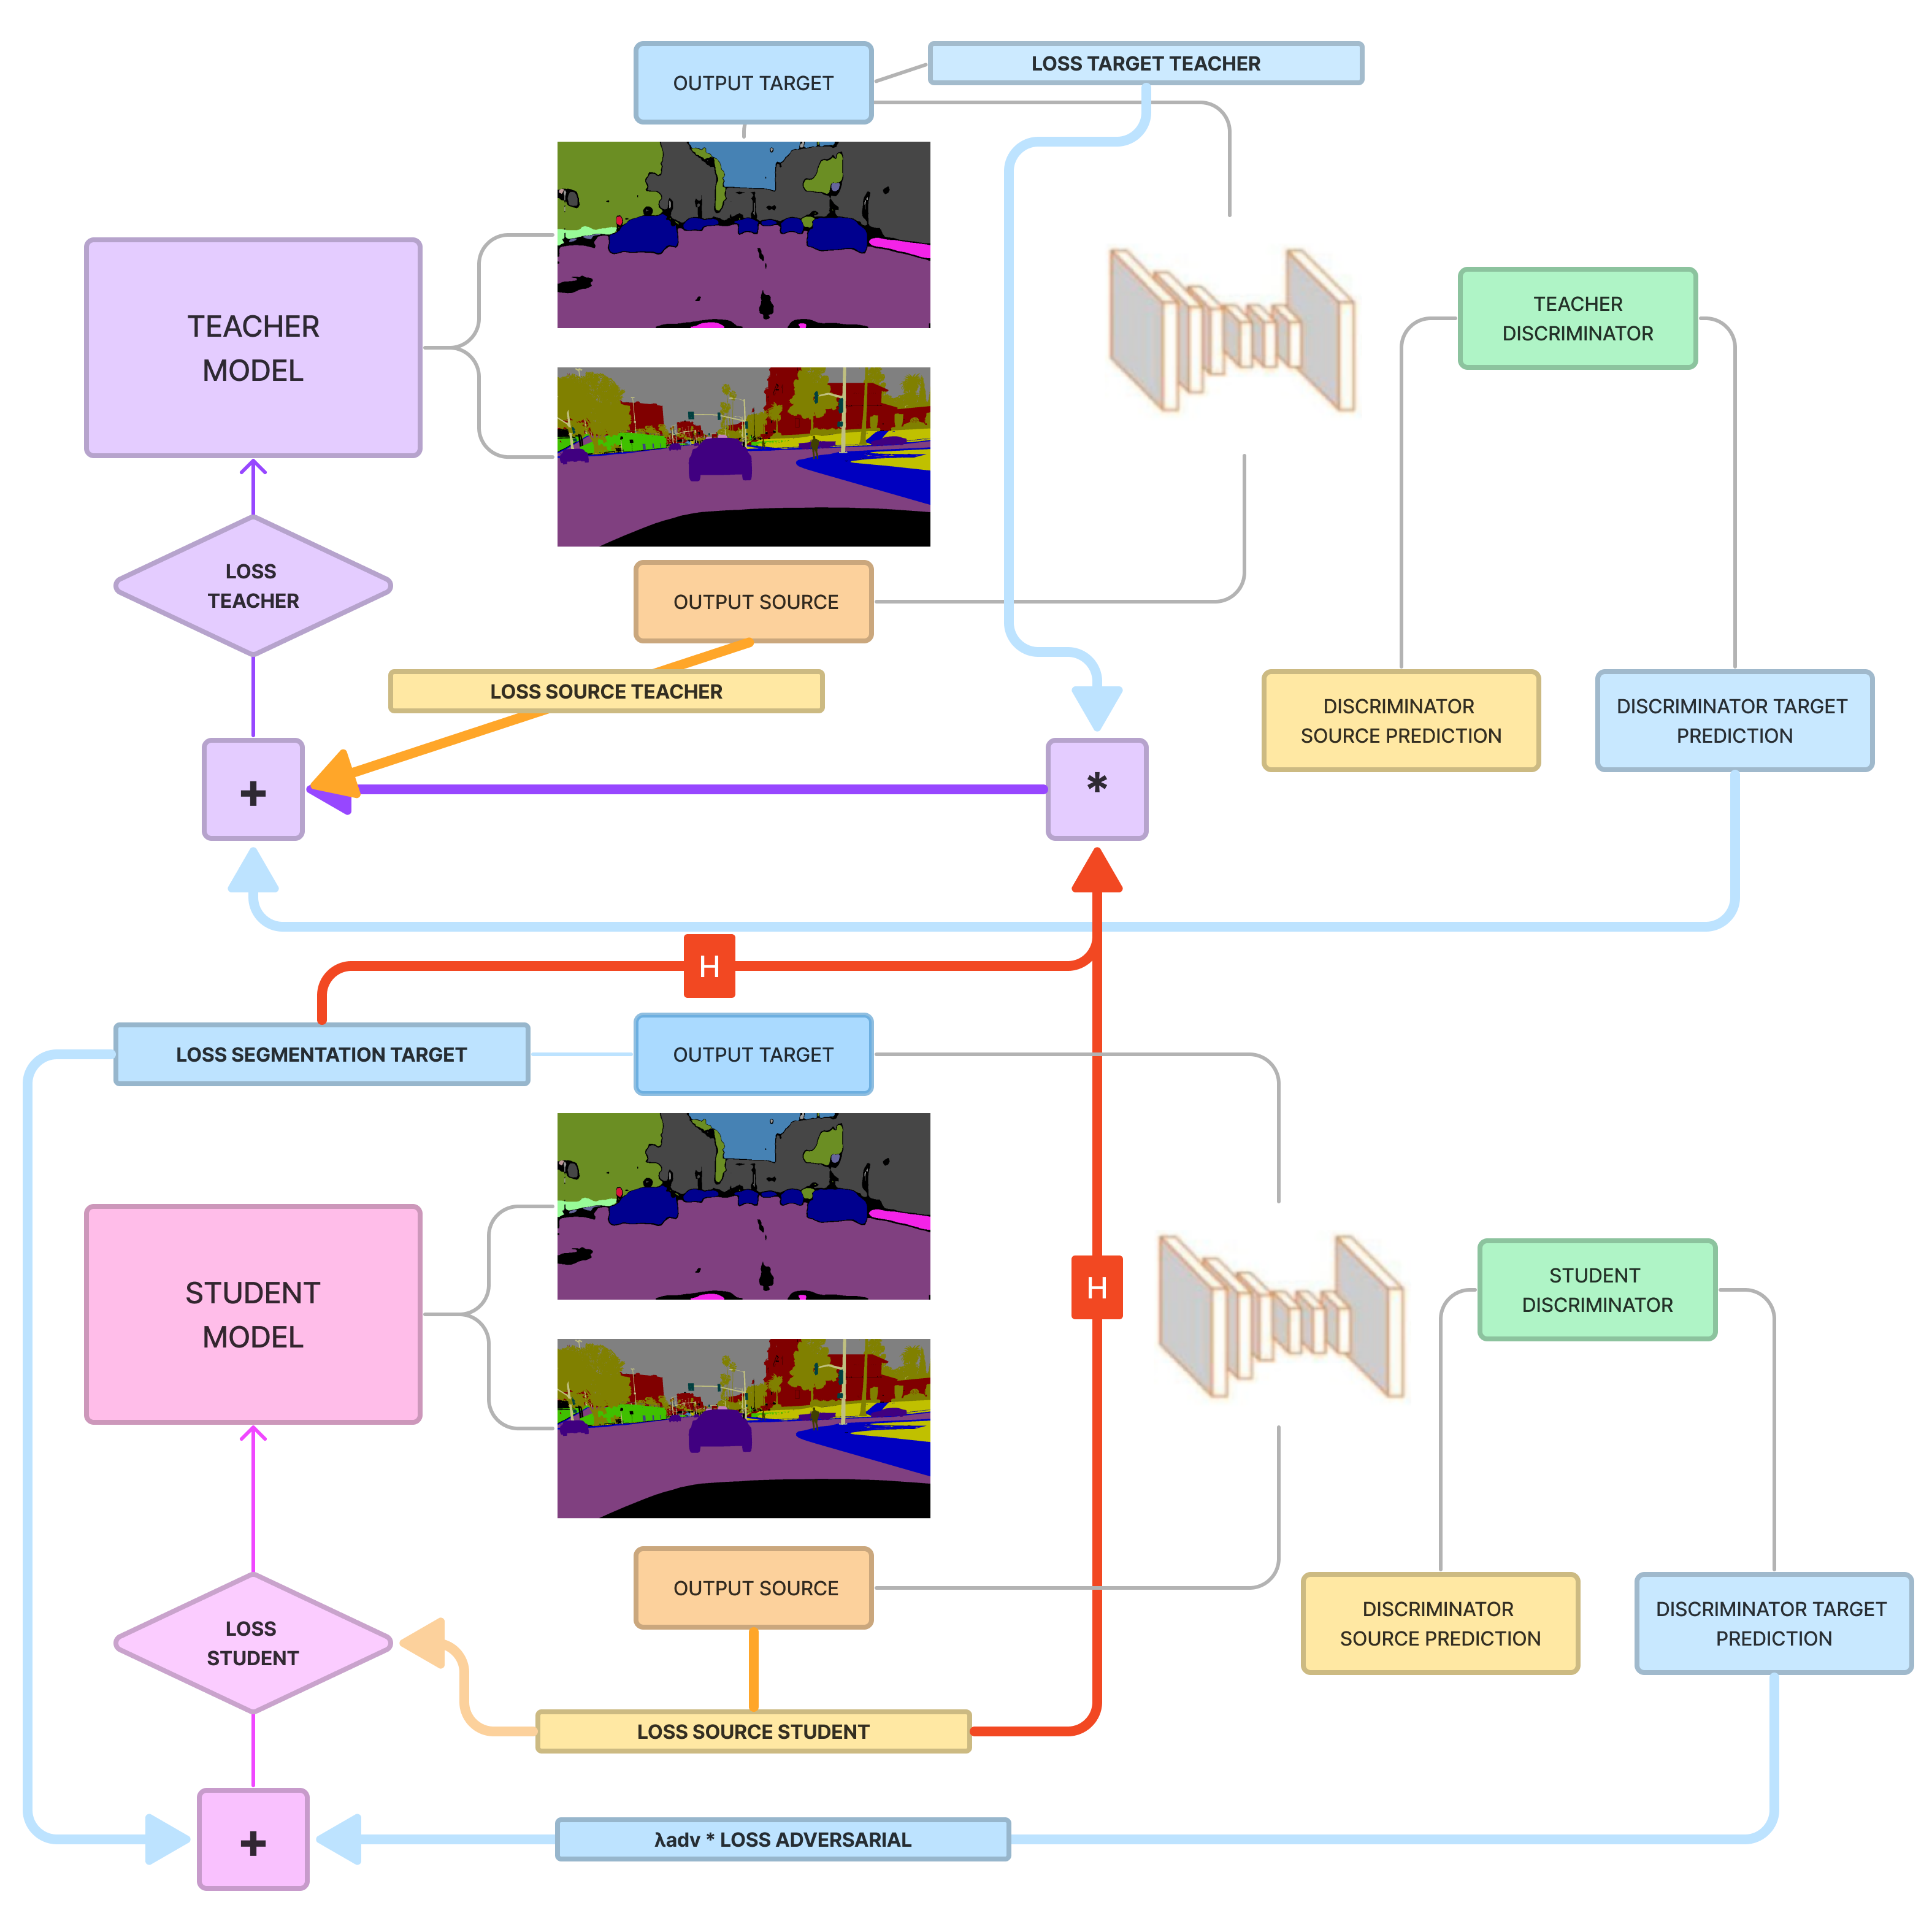 OUTPUT TARGET
LOSS TARGET TEACHER
TEACHER
MODEL
TEACHER
DISCRIMINATOR
LOSS
TEACHER
OUTPUT SOURCE
LOSS SOURCE TEACHER
DISCRIMINATOR
SOURCE PREDICTION
DISCRIMINATOR TARGET
PREDICTION
+
*
H
LOSS SEGMENTATION TARGET
OUTPUT TARGET
STUDENT
MODEL
H
STUDENT
DISCRIMINATOR
OUTPUT SOURCE
LOSS
STUDENT
DISCRIMINATOR
SOURCE PREDICTION
DISCRIMINATOR TARGET
PREDICTION
LOSS SOURCE STUDENT
+
λadv * LOSS ADVERSARIAL